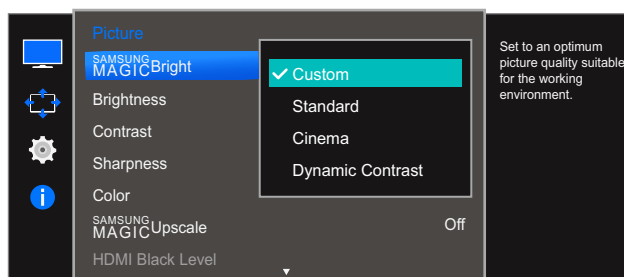 Picture
SAMSUNG
MAGICBright
Brightness
Contrast
Sharpness
Color
SAMSUNG
MAGICUpscale
Off
HDMI Black Level
Custom
Standard
Cinema
Dynamic Contrast
Set to an optimum
picture quality suitable
for the working
environment.